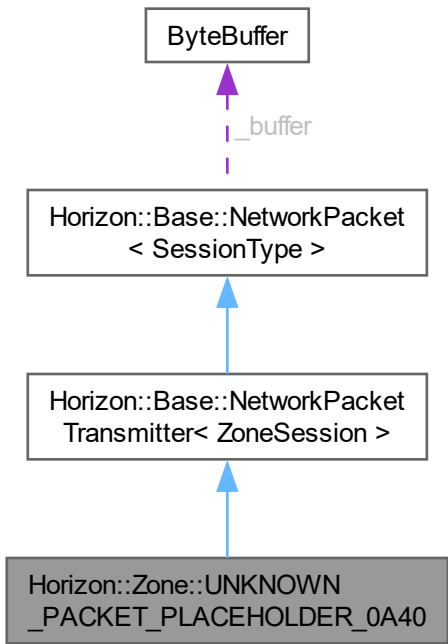 ByteBuffer
_buffer
Horizon::Base::NetworkPacket
< SessionType >
Horizon::Base::NetworkPacket
Transmitter< ZoneSession >
Horizon::Zone::UNKNOWN
_PACKET_PLACEHOLDER_0A40